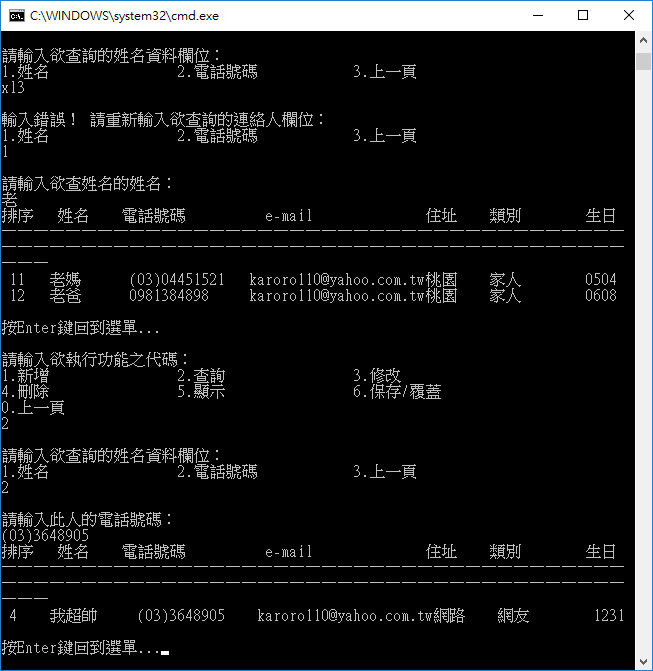 C:\WINDOWS\system32\cmd.exe
請輸入欲查詢的姓名資料欄位：
1.姓名 2.電話號碼 3.上一頁
xl3
輸入錯誤！ 請重新輸入欲查詢的連絡人欄位：
1.姓名 2.電話號碼 3.上一頁
1
請輸入欲查姓名的姓名：
老
排序 姓名 電話號碼 e-mail 住址 類別 生日
———————————————————————————————————————
———————————————————————————————————————
———
11 老媽 (03)04451521 karoro110@yahoo.com.tw桃園 家人 0504
12 老爸 0981384898 karoro110@yahoo.com.tw桃園 家人 0608
按Enter鍵回到選單...
請輸入欲執行功能之代碼：
1.新增 2.查詢 3.修改
4.刪除 5.顯示 6.保存/覆蓋
0.上一頁
2
請輸入欲查詢的姓名資料欄位：
1.姓名 2.電話號碼 3.上一頁
2
請輸入此人的電話號碼：
(03)3648905
排序 姓名 電話號碼 e-mail 住址 類別 生日
———————————————————————————————————————
———————————————————————————————————————
———
4 我超帥 (03)3648905 karoro110@yahoo.com.tw網路 網友 1231
按Enter鍵回到選單...